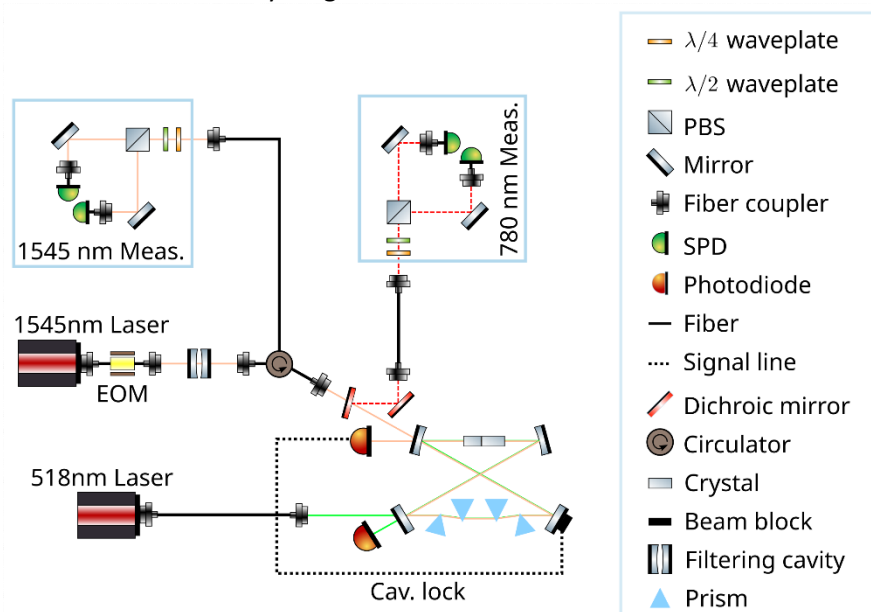 1545 nm Meas.
780 nm Meas.
1545nm Laser
EOM
518nm Laser
Cav. lock
λ/4 waveplate
λ/2 waveplate
PBS
Mirror
Fiber coupler
SPD
Photodiode
Fiber
Signal line
Dichroic mirror
Circulator
Crystal
Beam block
Filtering cavity
Prism